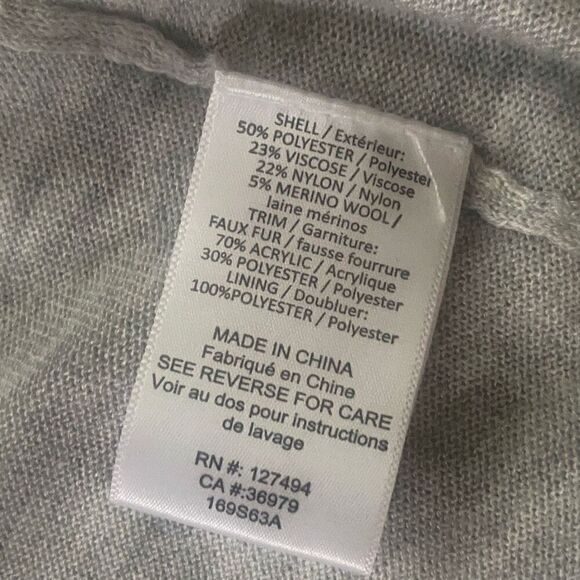 SHELL / Extérieur:
50% POLYESTER / Polyester
23% VISCOSE / Viscose
22% NYLON / Nylon
5% MERINO WOOL /
laine mérinos
TRIM / Garniture:
FAUX FUR / fausse fourrure
70% ACRYLIC / Acrylique
30% POLYESTER / Polyester
LINING / Doubluer:
100%POLYESTER / Polyester
MADE IN CHINA
Fabriqué en Chine
SEE REVERSE FOR CARE
Voir au dos pour instructions
de lavage
RN #: 127494
CA #:36979
169S63A